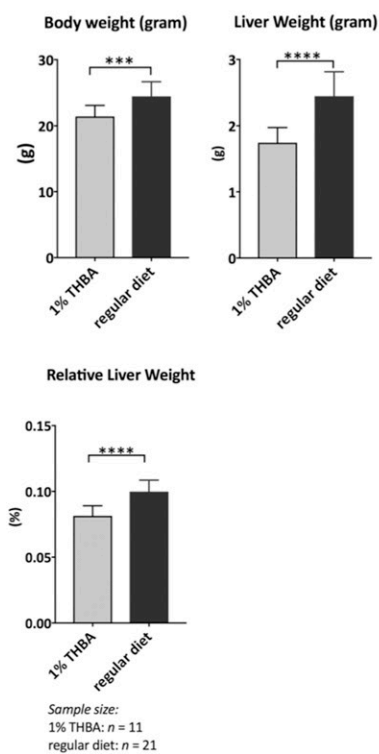 Body weight (gram)
Liver Weight (gram)
30
20
10
0
(g)
***
1% THBA
regular diet
3
2
1
0
(g)
****
1% THBA
regular diet
Relative Liver Weight
0.15
0.10
0.05
0.00
(%)
****
1% THBA
regular diet
Sample size:
1% THBA: n = 11
regular diet: n = 21